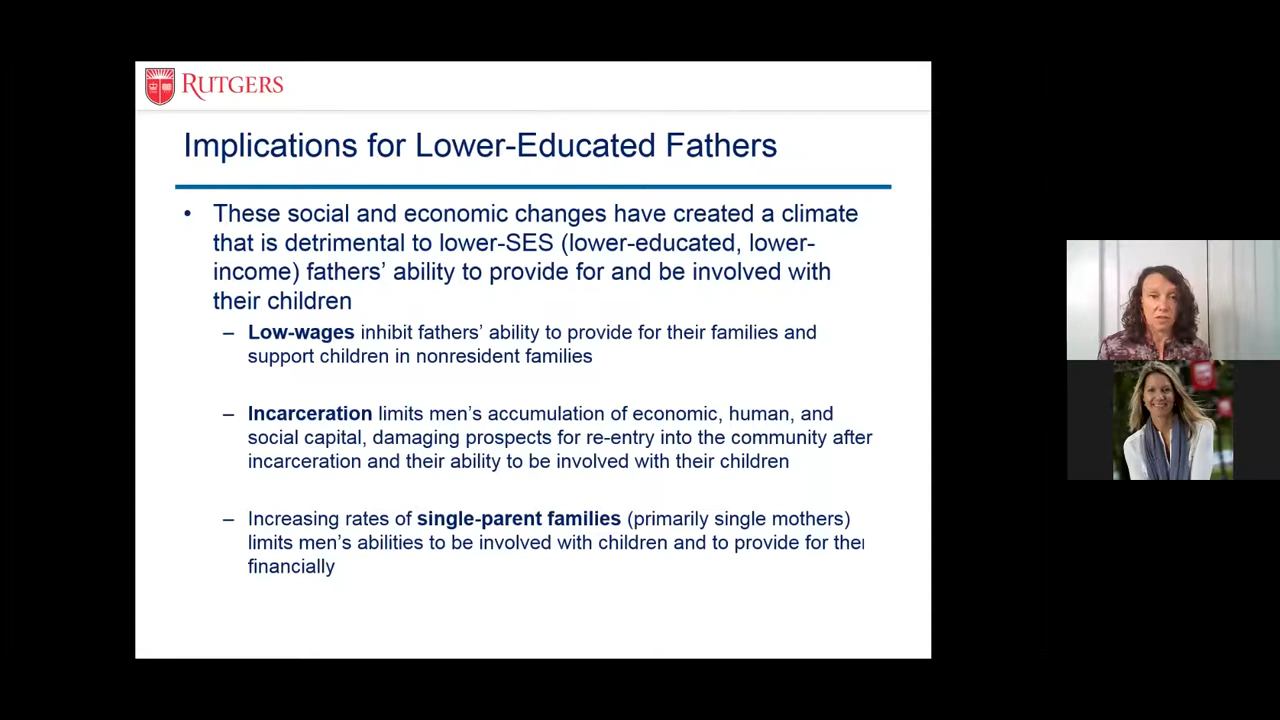 RUTGERS
Implications for Lower-Educated Fathers
• These social and economic changes have created a climate
that is detrimental to lower-SES (lower-educated, lower-
income) fathers’ ability to provide for and be involved with
their children
– Low-wages inhibit fathers’ ability to provide for their families and
support children in nonresident families
– Incarceration limits men’s accumulation of economic, human, and
social capital, damaging prospects for re-entry into the community after
incarceration and their ability to be involved with their children
– Increasing rates of single-parent families (primarily single mothers)
limits men’s abilities to be involved with children and to provide for
financially